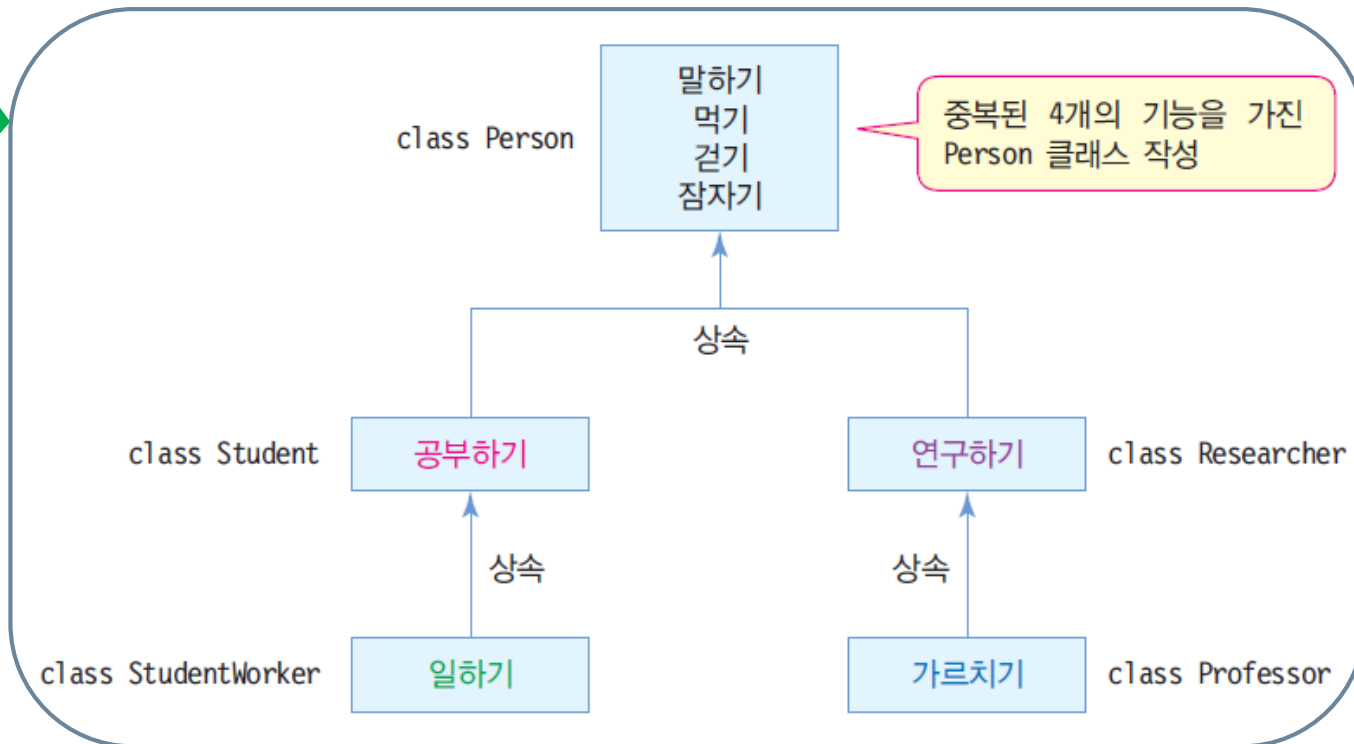 말하기
먹기
걷기
잠자기
class Person
중복된 4개의 기능을 가진
Person 클래스 작성
상속
class Student
공부하기
연구하기
class Researcher
상속
상속
class StudentWorker
일하기
가르치기
class Professor